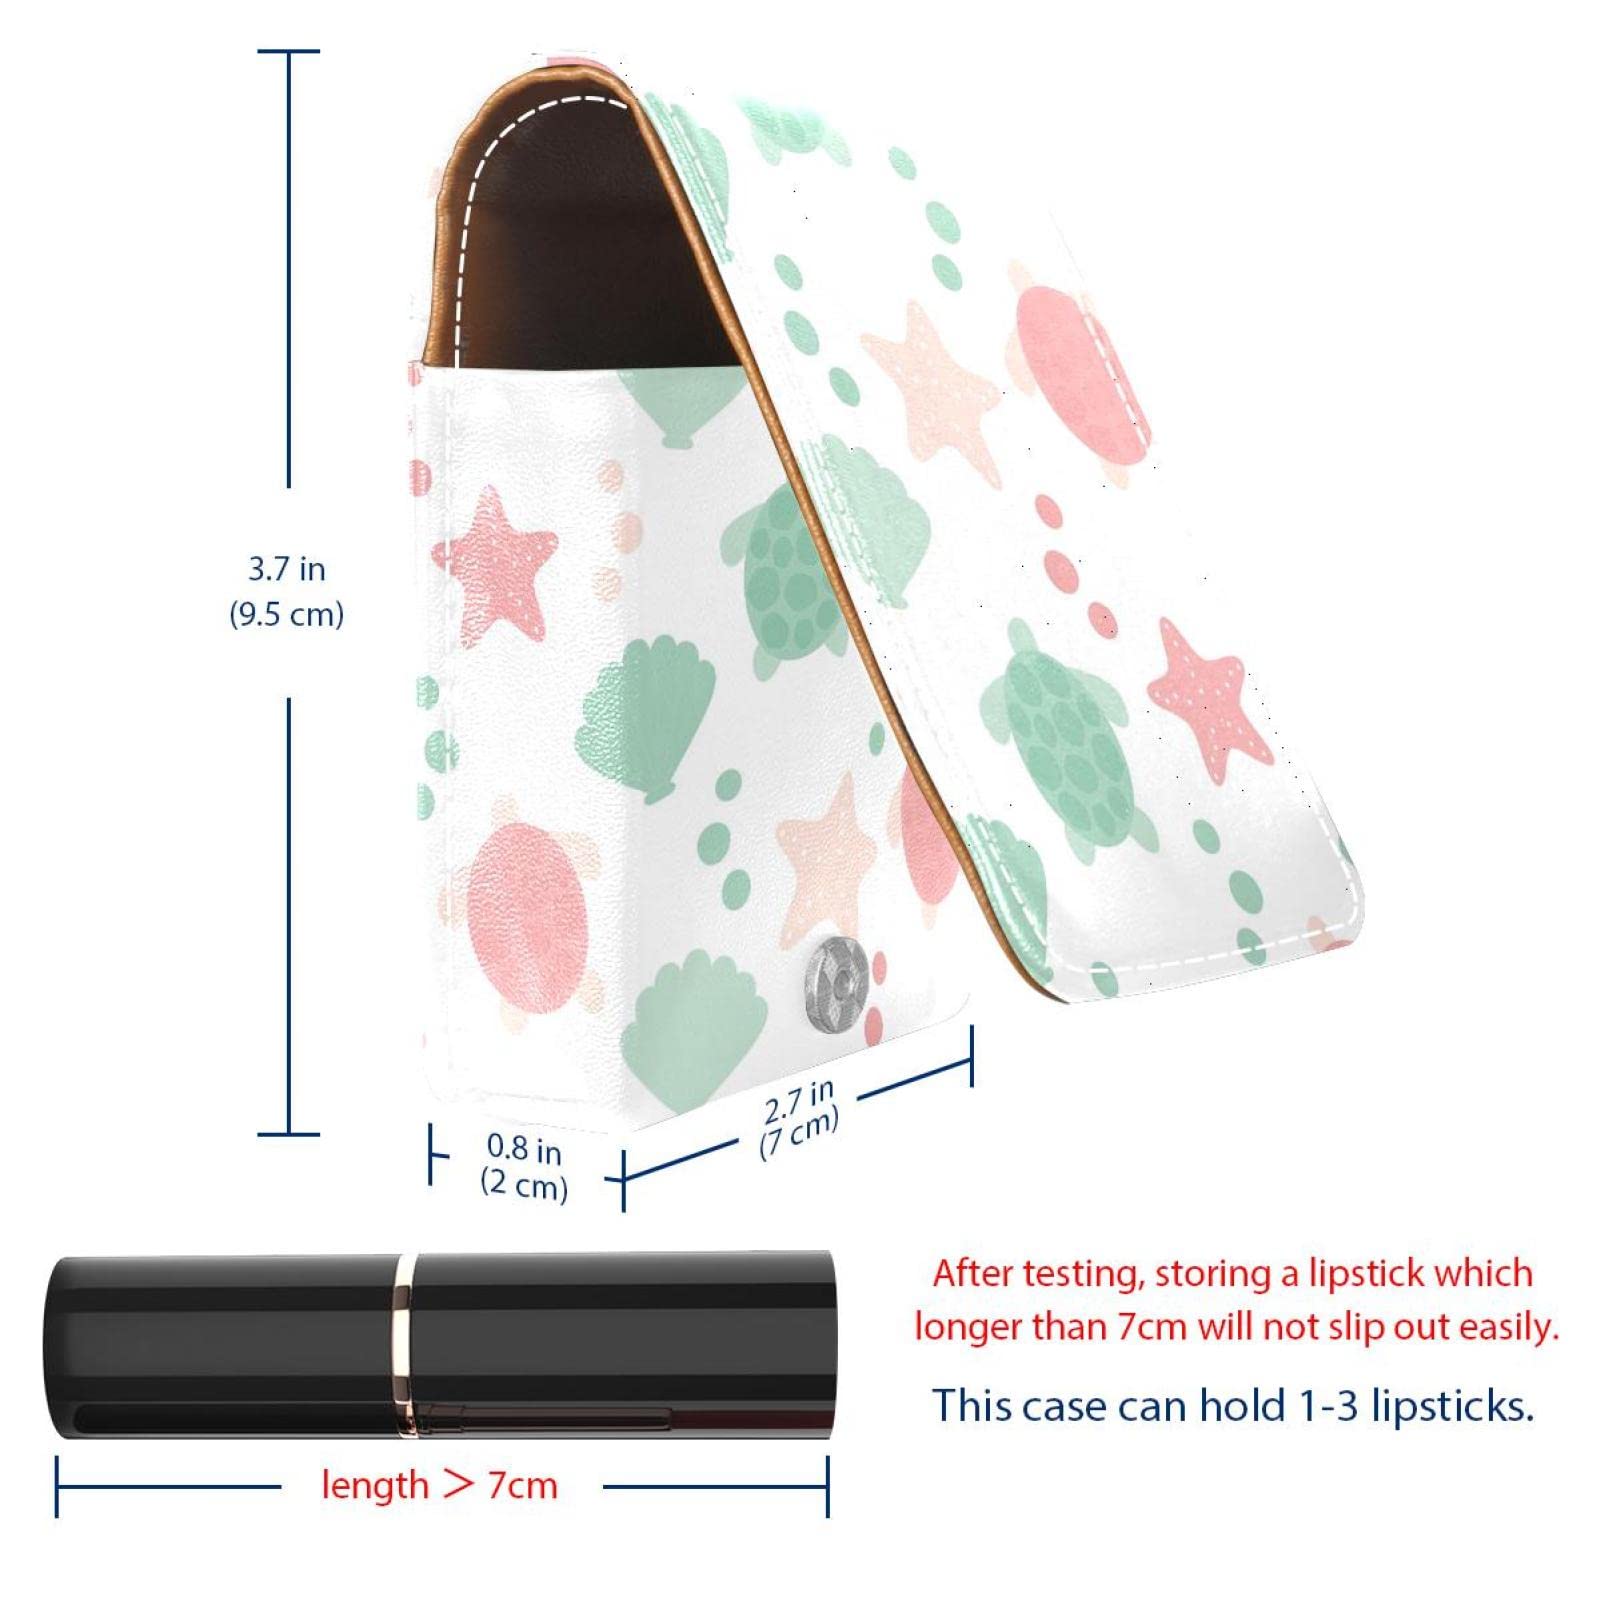 3.7 in
(9.5 cm)
0.8 in
(2 cm)
2.7 in
(7 cm)
After testing, storing a lipstick which
longer than 7cm will not slip out easily.
This case can hold 1-3 lipsticks.
length > 7cm